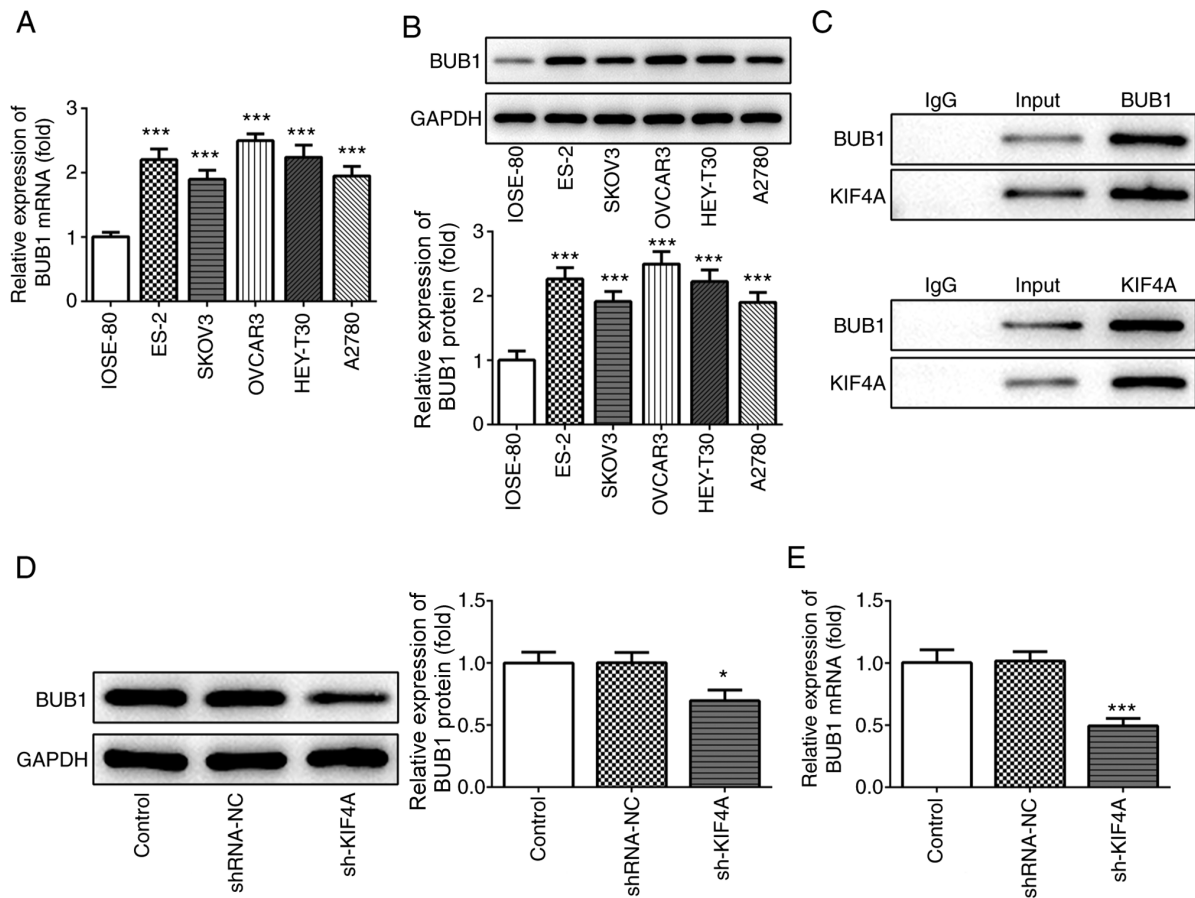 A
Relative expression of
BUB1 mRNA (fold)
3
2
1
0
***
***
***
***
***
IOSE-80
ES-2
SKOV3
OVCAR3
HEY-T30
A2780
B
BUB1
GAPDH
IOSE-80
ES-2
SKOV3
OVCAR3
HEY-T30
A2780
Relative expression of
BUB1 protein (fold)
3
2
1
0
***
***
***
***
***
IOSE-80
ES-2
SKOV3
OVCAR3
HEY-T30
A2780
C
IgG Input BUB1
BUB1
KIF4A
IgG Input KIF4A
BUB1
KIF4A
D
BUB1
GAPDH
Control
shRNA-NC
sh-KIF4A
Relative expression of
BUB1 protein (fold)
1.5
1.0
0.5
0.0
*
Control
shRNA-NC
sh-KIF4A
E
Relative expression of
BUB1 mRNA (fold)
1.5
1.0
0.5
0.0
***
Control
shRNA-NC
sh-KIF4A